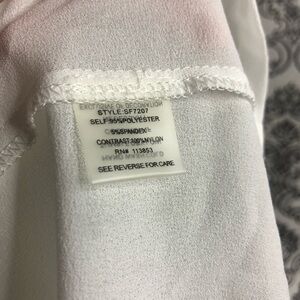 STYLE: SF7207
SELF:95%POLYESTER
5%SPANDEX
CONTRAST:100%NYLON
RN# 113853
SEE REVERSE FOR CARE